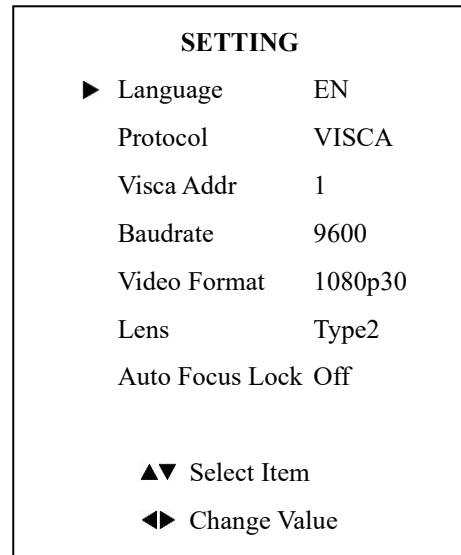 SETTING
▶ Language EN
Protocol VISCA
Visca Addr 1
Baudrate 9600
Video Format 1080p30
Lens Type2
Auto Focus Lock Off
▲▼ Select Item
◀▶ Change Value